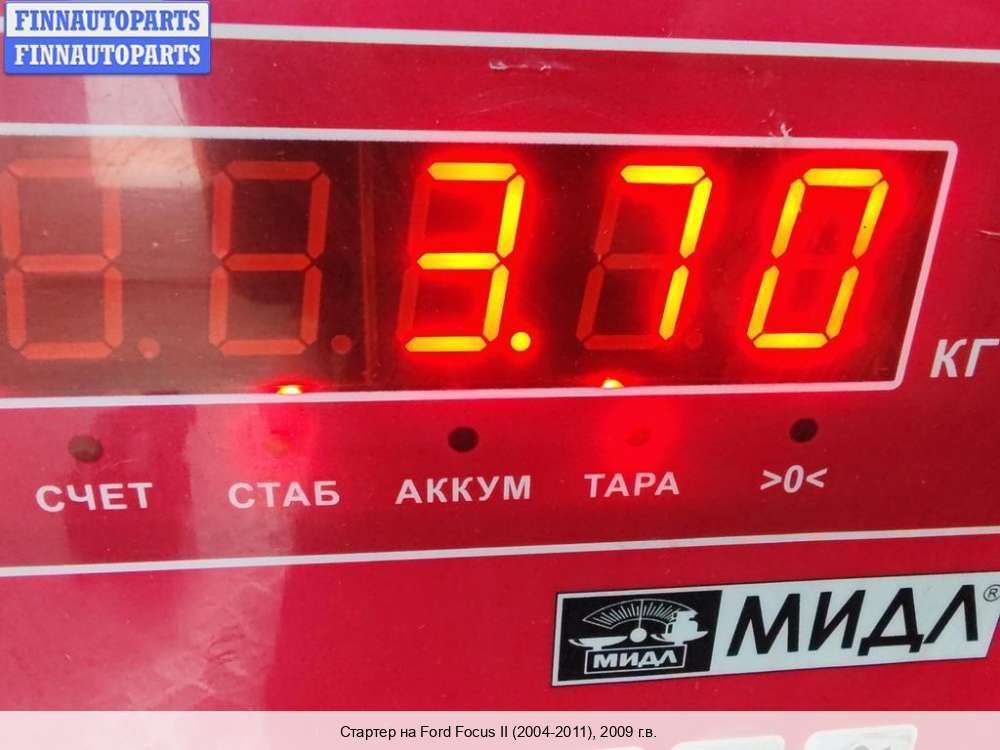 FINNAUTOPARTS
FINNAUTOPARTS
3.70
КГ
СЧЕТ СТАБ АККУМ ТАРА >0<
МИДЛ МИДЛ®
Стартер на Ford Focus II (2004-2011), 2009 г.в.